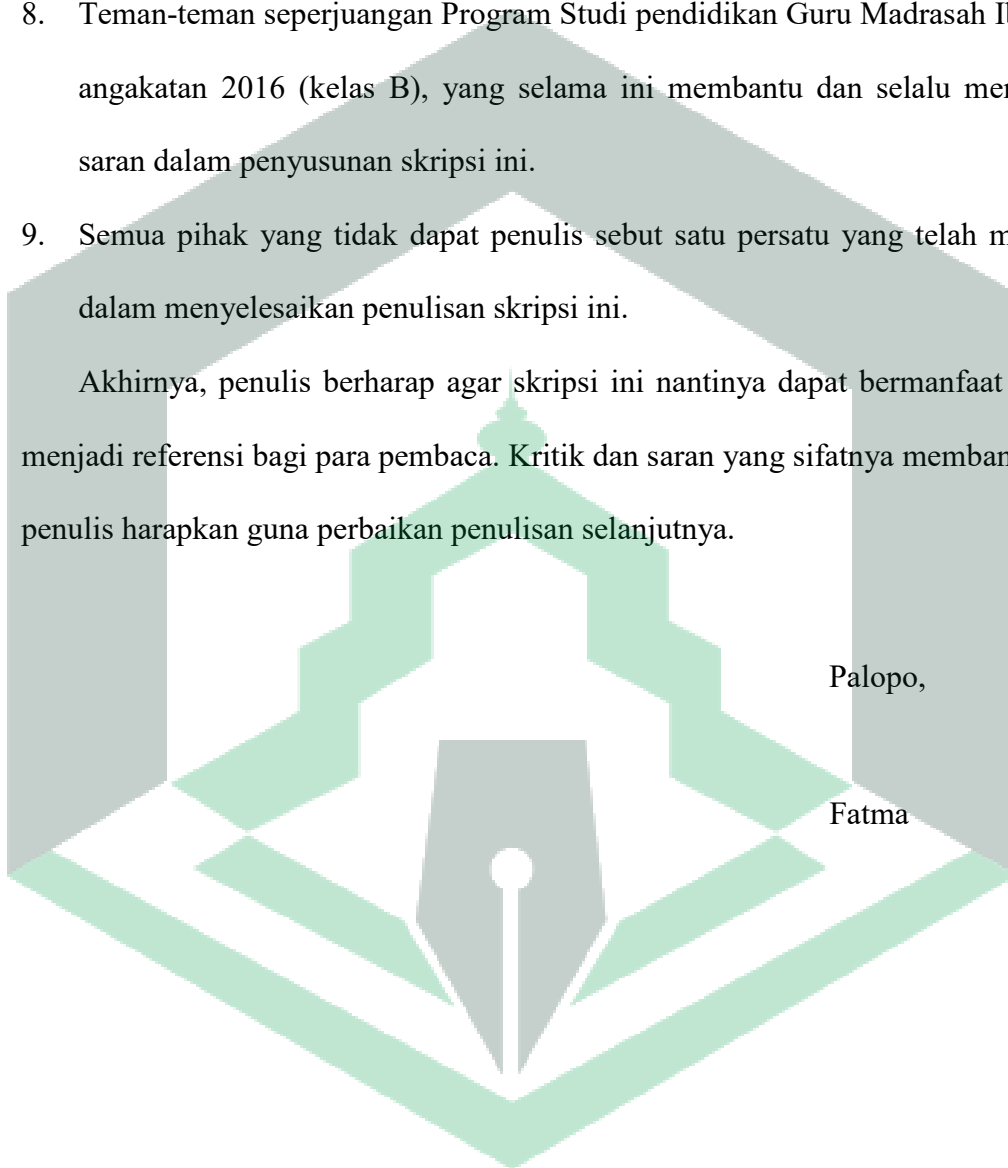 8. Teman-teman seperjuangan Program Studi pendidikan Guru Madrasah
angakatan 2016 (kelas B), yang selama ini membantu dan selalu
saran dalam penyusunan skripsi ini.
9. Semua pihak yang tidak dapat penulis sebut satu persatu yang telah
dalam menyelesaikan penulisan skripsi ini.
Akhirnya, penulis berharap agar skripsi ini nantinya dapat bermanfaat
menjadi referensi bagi para pembaca. Kritik dan saran yang sifatnya
penulis harapkan guna perbaikan penulisan selanjutnya.
Palopo,
Fatma